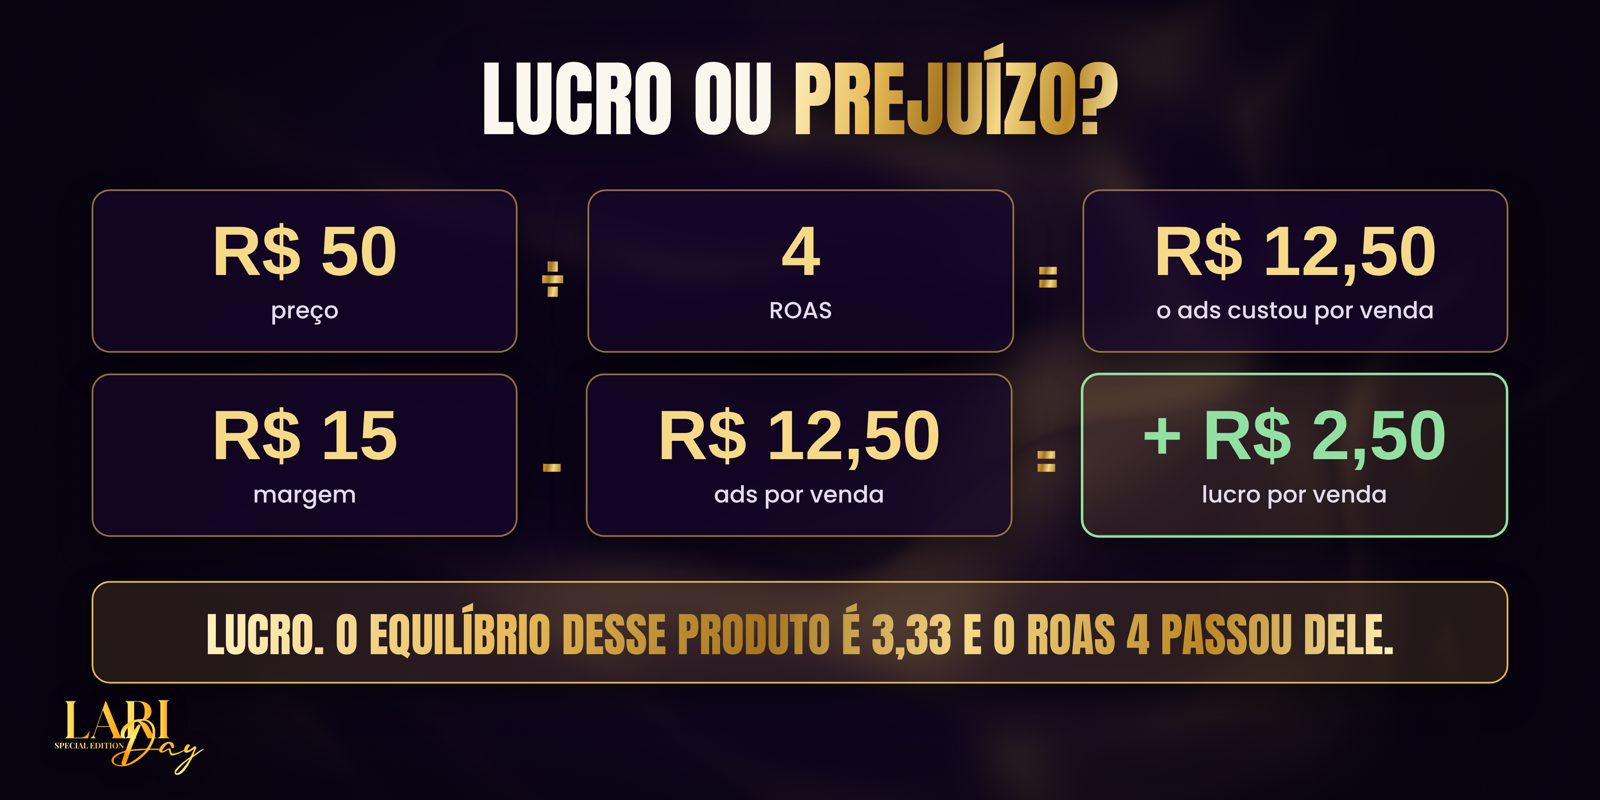 LUCRO OU PREJUÍZO?
R$ 50
preço
÷
4
ROAS
=
R$ 12,50
o ads custou por venda
R$ 15
margem
-
R$ 12,50
ads por venda
=
+ R$ 2,50
lucro por venda
LUCRO. O EQUILÍBRIO DESSE PRODUTO É 3,33 E O ROAS 4 PASSOU DELE.
LARI
SPECIAL EDITION Day